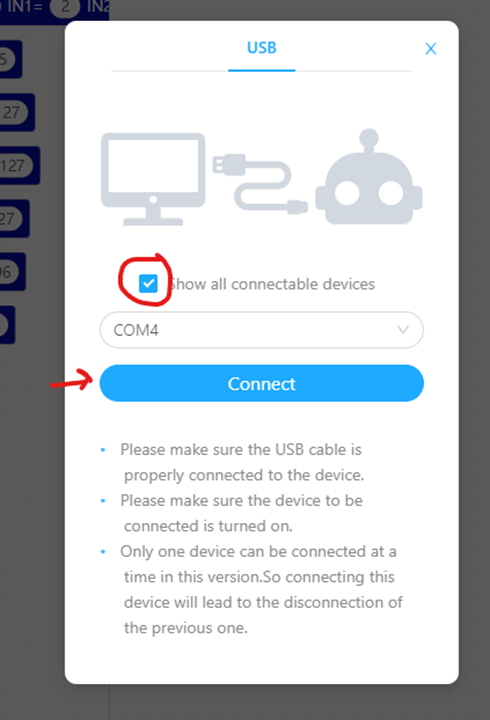 IN1= 2 IN2
5
27
127
27
96
USB
X
Show all connectable devices
COM4
Connect
• Please make sure the USB cable is
properly connected to the device.
• Please make sure the device to be
connected is turned on.
• Only one device can be connected at a
time in this version.So connecting this
device will lead to the disconnection of
the previous one.